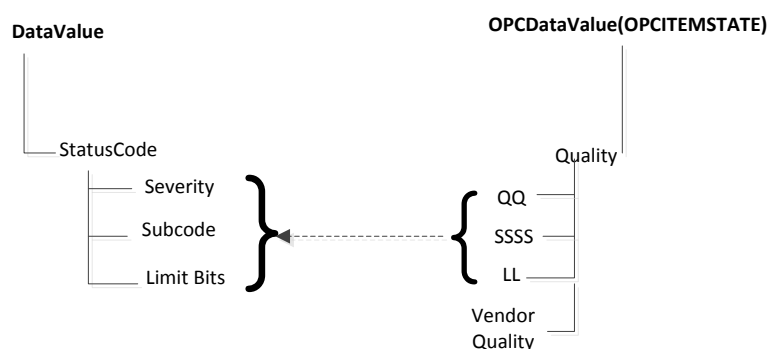 DataValue
OPCDataValue(OPCITEMSTATE)
StatusCode
Severity
Subcode
Limit Bits
Quality
QQ
SSSS
LL
Vendor
Quality